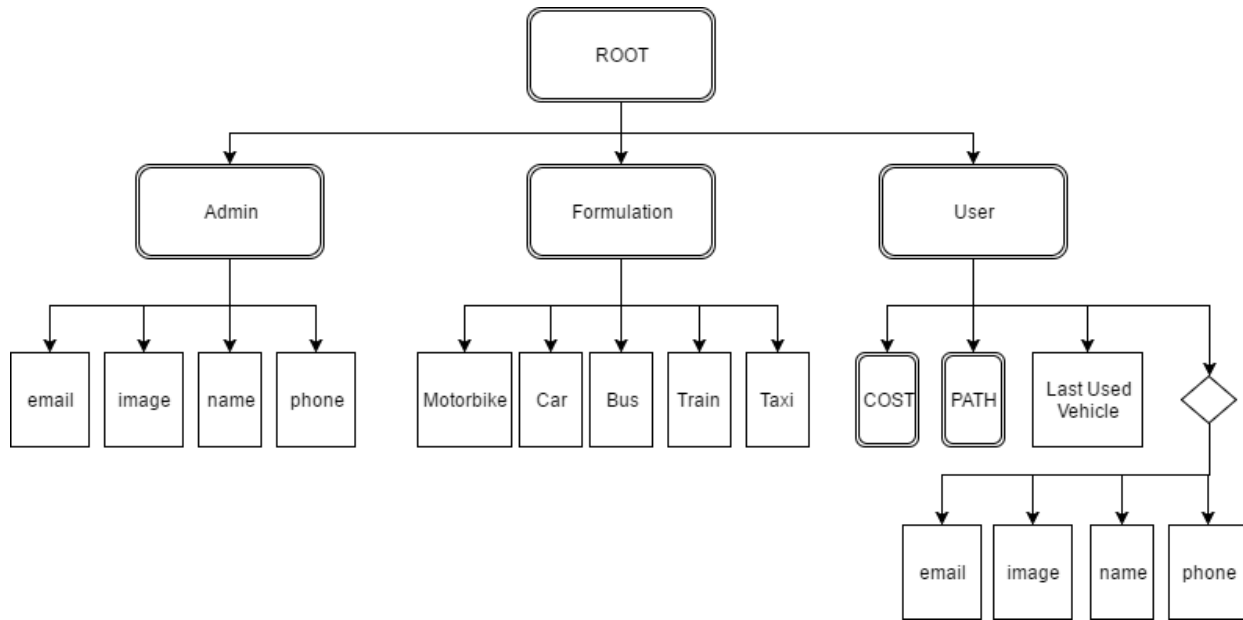 ROOT
Admin
Formulation
User
email
image
name
phone
Motorbike
Car
Bus
Train
Taxi
COST
PATH
Last Used
Vehicle
email
image
name
phone